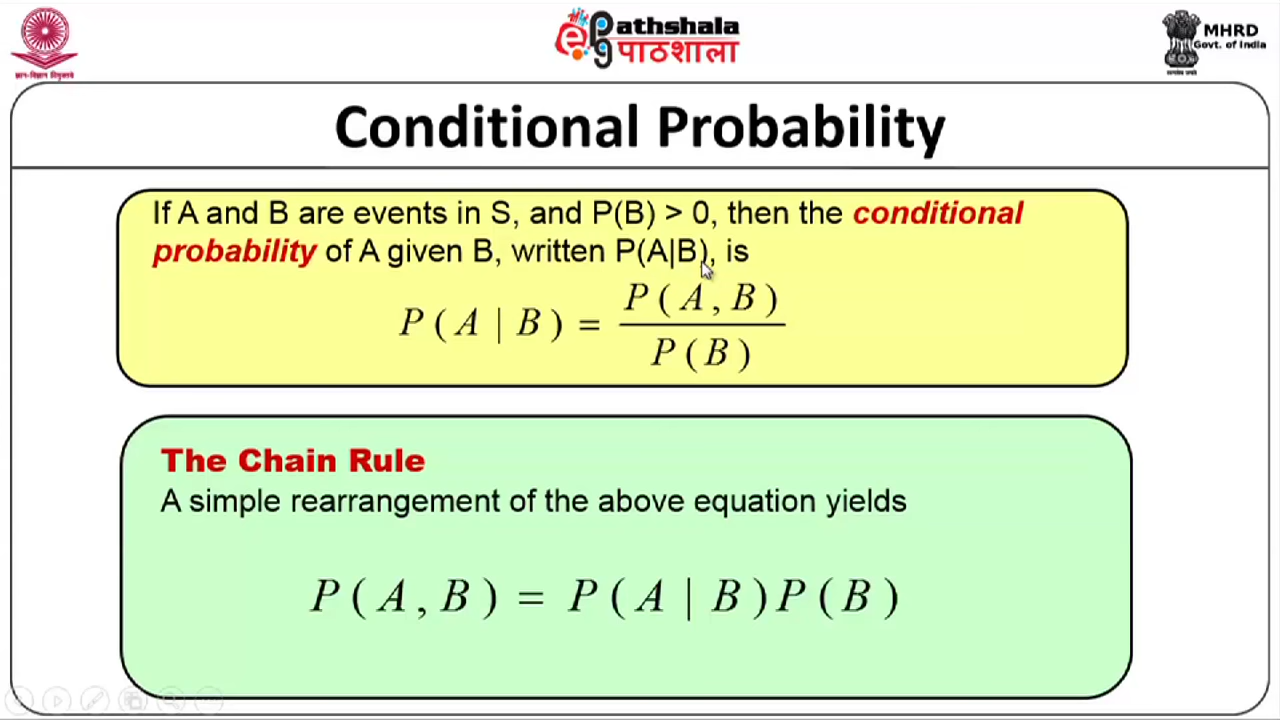 ePathshala
पाठशाला
MHRD
Govt. of India
Conditional Probability
If A and B are events in S, and P(B) > 0, then the conditional
probability of A given B, written P(A|B), is
P(A|B) = P(A,B) / P(B)
The Chain Rule
A simple rearrangement of the above equation yields
P(A,B) = P(A|B)P(B)